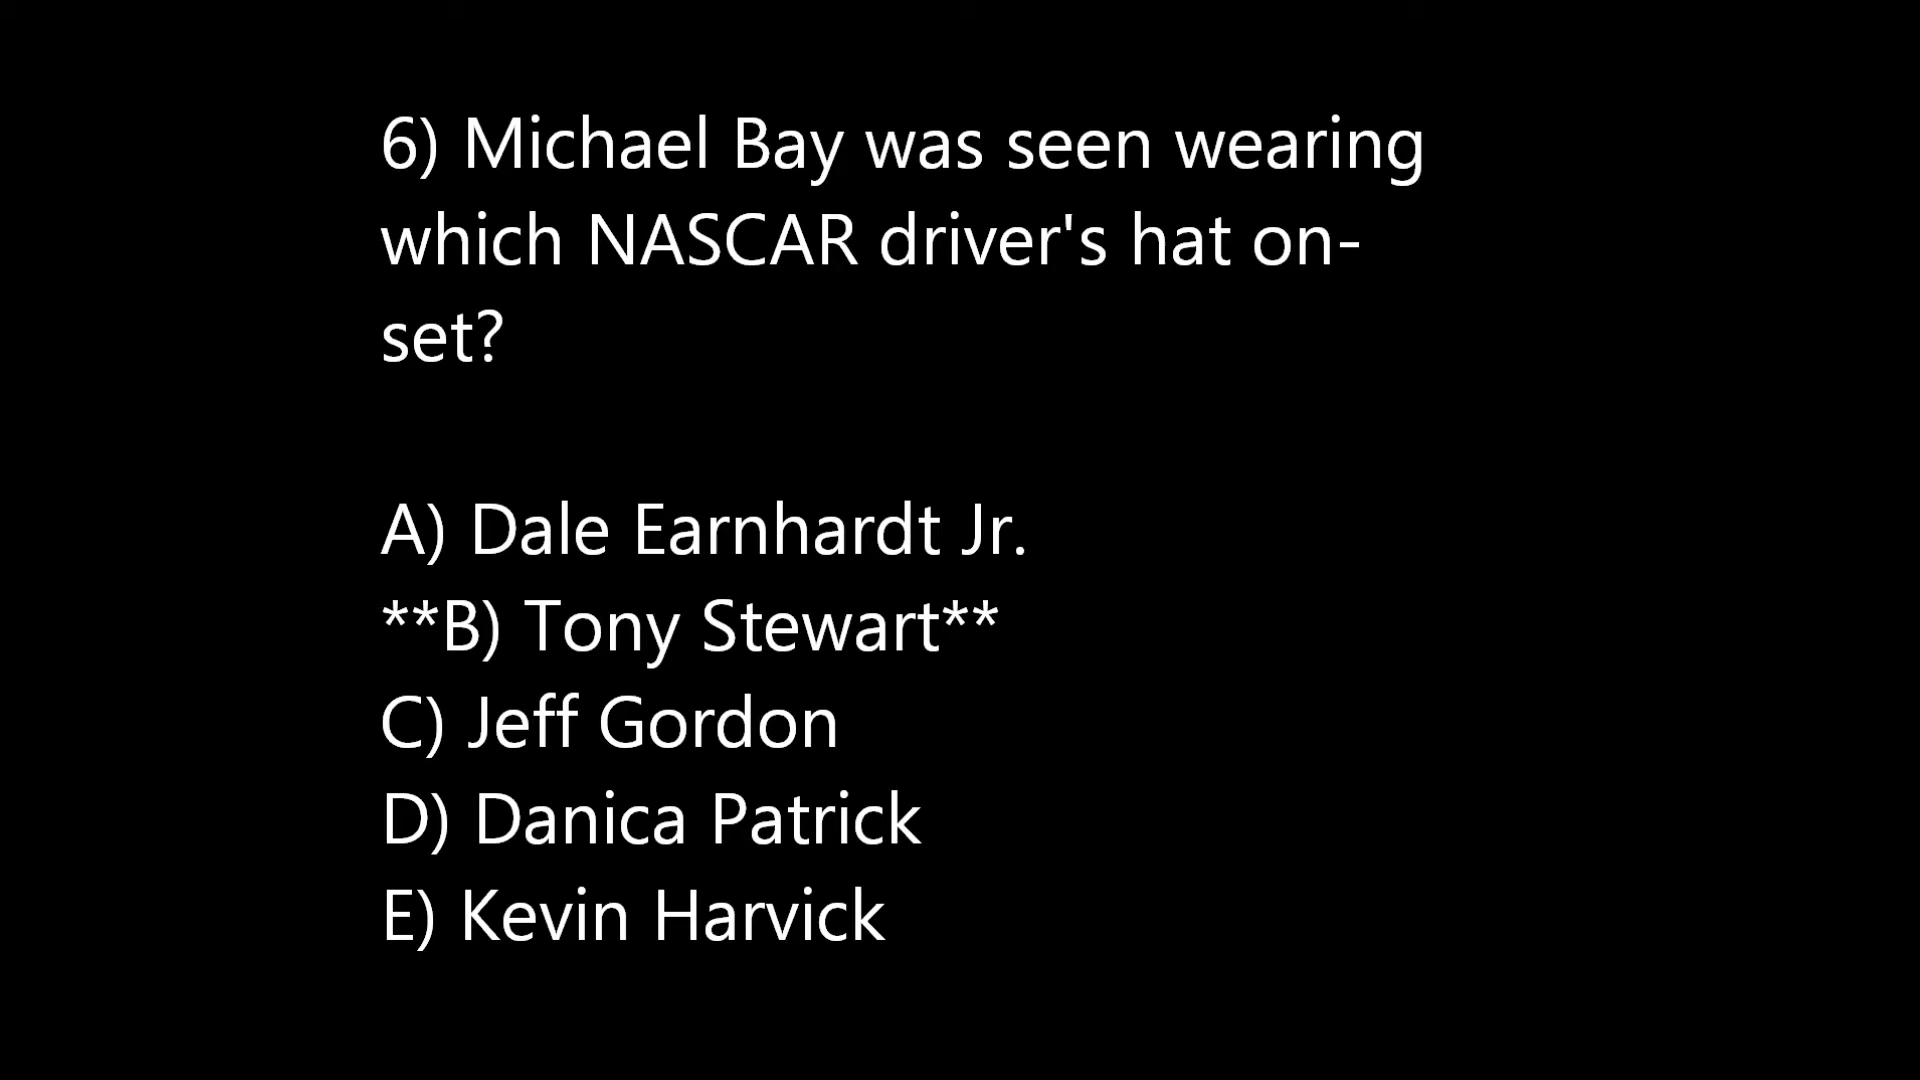 6) Michael Bay was seen wearing
which NASCAR driver's hat on-
set?
A) Dale Earnhardt Jr.
**B) Tony Stewart**
C) Jeff Gordon
D) Danica Patrick
E) Kevin Harvick